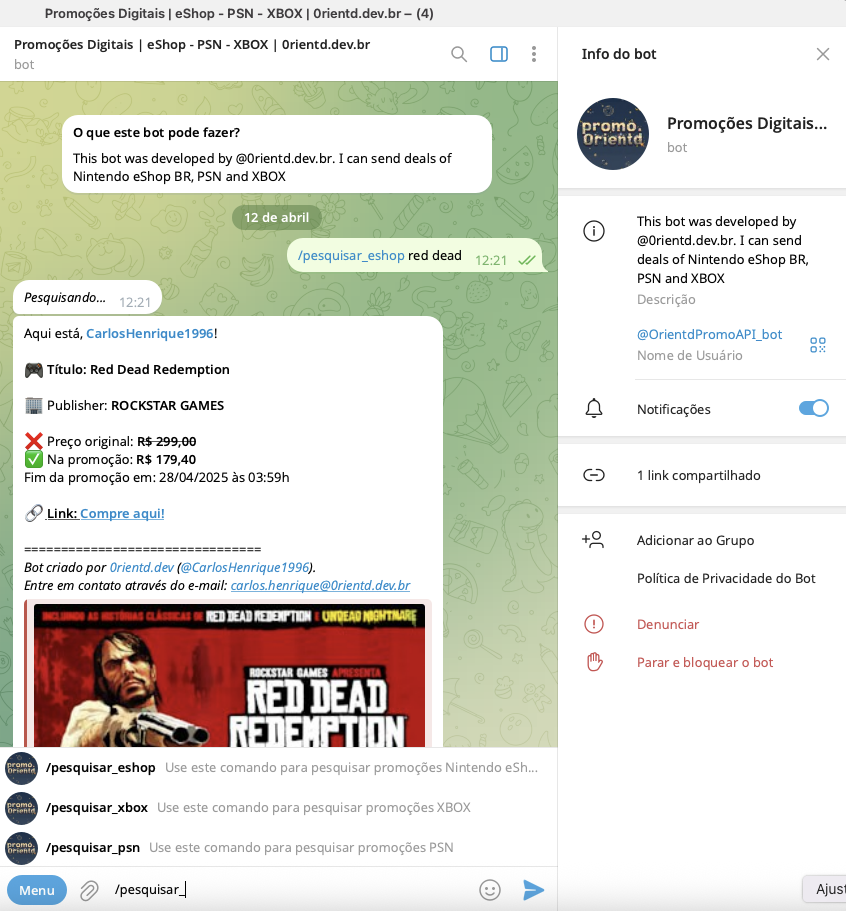 Promoções Digitais | eShop - PSN - XBOX | 0rientd.dev.br – (4)
Promoções Digitais | eShop - PSN - XBOX | 0rientd.dev.br
bot
O que este bot pode fazer?
This bot was developed by @0rientd.dev.br. I can send deals of
Nintendo eShop BR, PSN and XBOX
12 de abril
/pesquisar_eshop red dead 12:21
Pesquisando... 12:21
Aqui está, CarlosHenrique1996!
🎮 Título: Red Dead Redemption
🏢 Publisher: ROCKSTAR GAMES
❌ Preço original: R$ 299,00
✅ Na promoção: R$ 179,40
Fim da promoção em: 28/04/2025 às 03:59h
🔗 Link: Compre aqui!
================================
Bot criado por 0rientd.dev (@CarlosHenrique1996).
Entre em contato através do e-mail: carlos.henrique@0rientd.dev.br
INCLUINDO AS HISTÓRIAS CLÁSSICAS DE RED DEAD REDEMPTION E UNDEAD NIGHTMARE
ROCKSTAR GAMES APRESENTA
RED DEAD
REDEMPTION
/pesquisar_eshop Use este comando para pesquisar promoções Nintendo eSh...
/pesquisar_xbox Use este comando para pesquisar promoções XBOX
/pesquisar_psn Use este comando para pesquisar promoções PSN
Menu
/pesquisar_
Info do bot
promo.
Orientd
Promoções Digitais...
bot
This bot was developed by
@0rientd.dev.br. I can send
deals of Nintendo eShop BR,
PSN and XBOX
Descrição
@OrientdPromoAPI_bot
Nome de Usuário
Notificações
1 link compartilhado
Adicionar ao Grupo
Política de Privacidade do Bot
Denunciar
Parar e bloquear o bot
Ajust